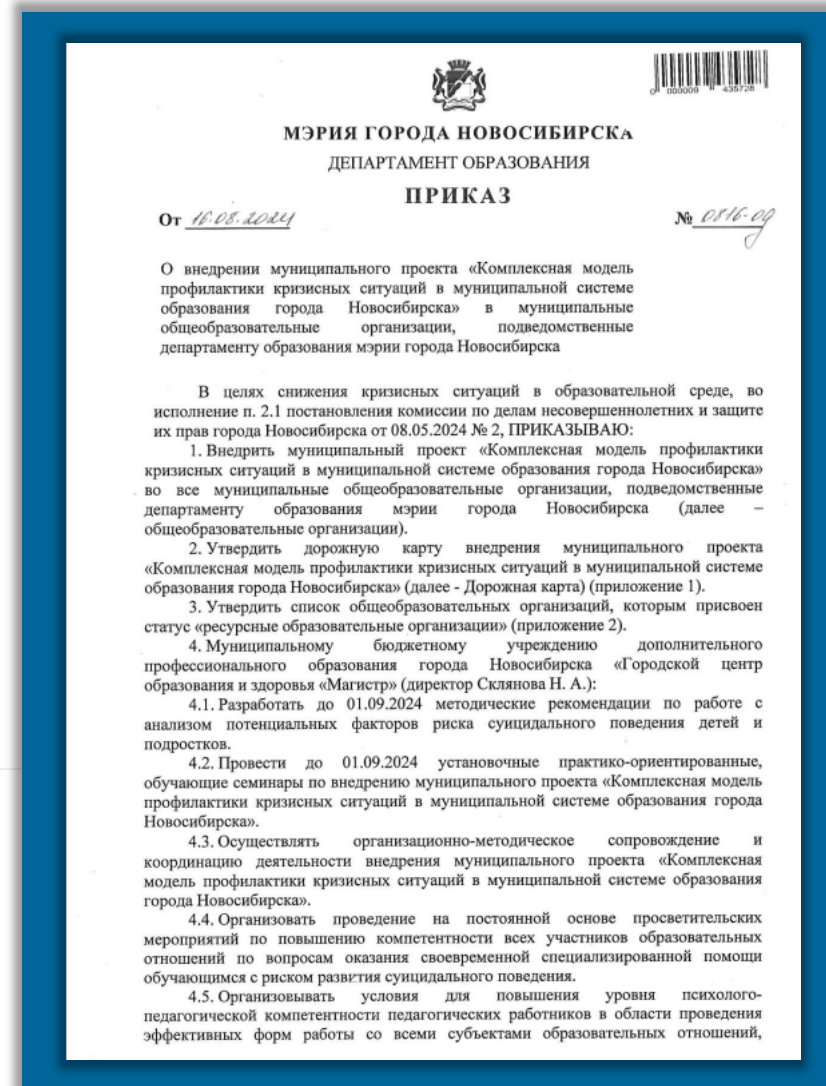 0 000009 435728
МЭРИЯ ГОРОДА НОВОСИБИРСКА
ДЕПАРТАМЕНТ ОБРАЗОВАНИЯ
ПРИКАЗ
От 16.08.2024 № 0816-од
О внедрении муниципального проекта «Комплексная модель
профилактики кризисных ситуаций в муниципальной системе
образования города Новосибирска» в муниципальные
общеобразовательные организации, подведомственные
департаменту образования мэрии города Новосибирска
В целях снижения кризисных ситуаций в образовательной среде, во
исполнение п. 2.1 постановления комиссии по делам несовершеннолетних и защите
их прав города Новосибирска от 08.05.2024 № 2, ПРИКАЗЫВАЮ:
1. Внедрить муниципальный проект «Комплексная модель профилактики
кризисных ситуаций в муниципальной системе образования города Новосибирска»
во все муниципальные общеобразовательные организации, подведомственные
департаменту образования мэрии города Новосибирска (далее –
общеобразовательные организации).
2. Утвердить дорожную карту внедрения муниципального проекта
«Комплексная модель профилактики кризисных ситуаций в муниципальной системе
образования города Новосибирска» (далее - Дорожная карта) (приложение 1).
3. Утвердить список общеобразовательных организаций, которым присвоен
статус «ресурсные образовательные организации» (приложение 2).
4. Муниципальному бюджетному учреждению дополнительного
профессионального образования города Новосибирска «Городской центр
образования и здоровья «Магистр» (директор Склянова Н. А.):
4.1. Разработать до 01.09.2024 методические рекомендации по работе с
анализом потенциальных факторов риска суицидального поведения детей и
подростков.
4.2. Провести до 01.09.2024 установочные практико-ориентированные,
обучающие семинары по внедрению муниципального проекта «Комплексная модель
профилактики кризисных ситуаций в муниципальной системе образования города
Новосибирска».
4.3. Осуществлять организационно-методическое сопровождение и
координацию деятельности внедрения муниципального проекта «Комплексная
модель профилактики кризисных ситуаций в муниципальной системе образования
города Новосибирска».
4.4. Организовать проведение на постоянной основе просветительских
мероприятий по повышению компетентности всех участников образовательных
отношений по вопросам оказания своевременной специализированной помощи
обучающимся с риском развития суицидального поведения.
4.5. Организовывать условия для повышения уровня психолого-
педагогической компетентности педагогических работников в области проведения
эффективных форм работы со всеми субъектами образовательных отношений,